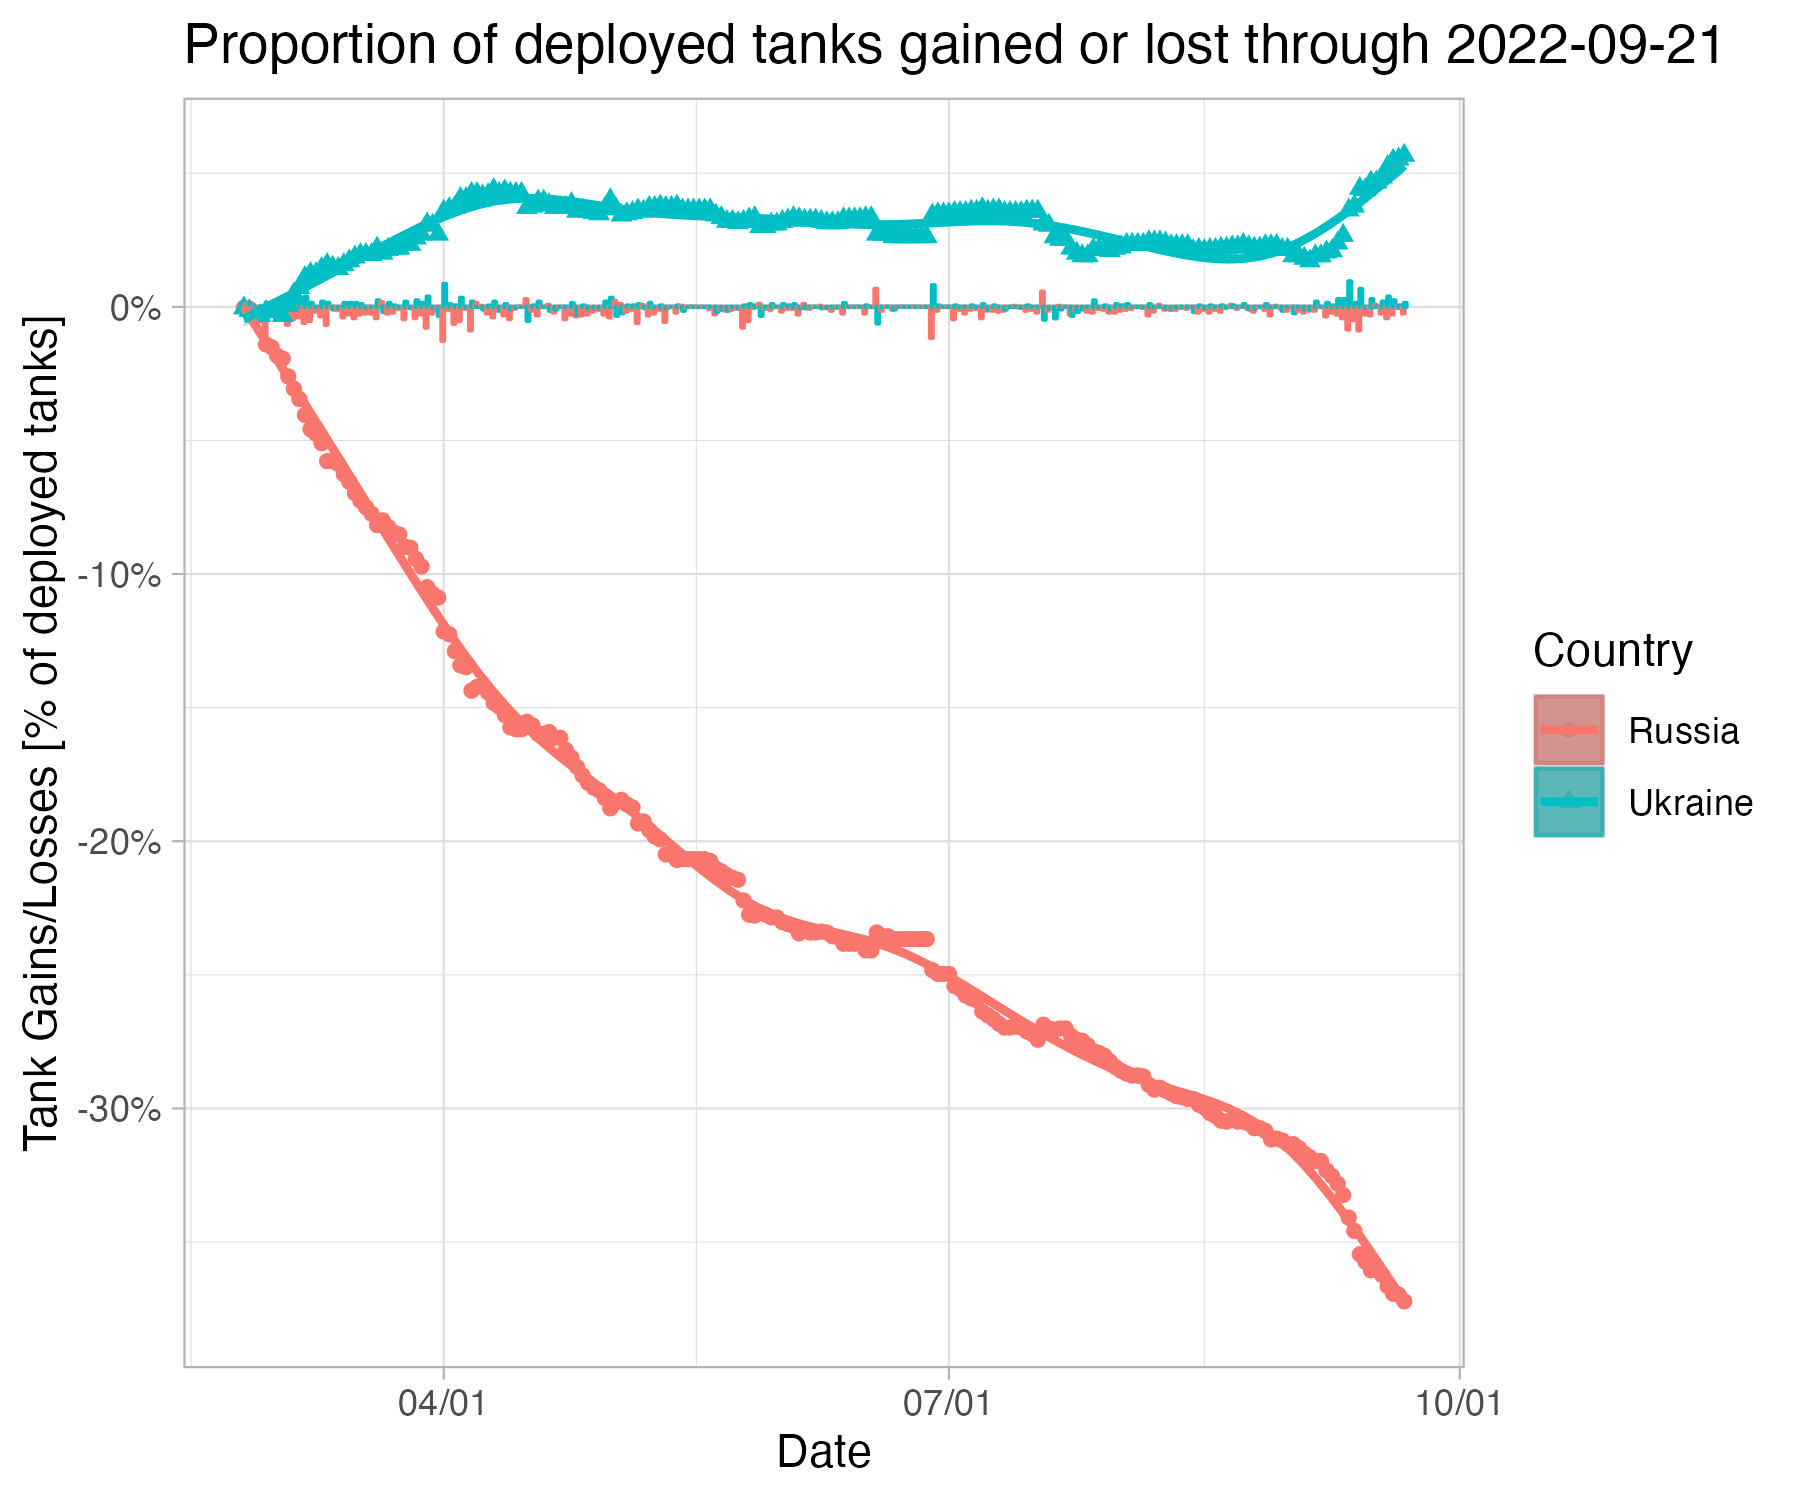 Proportion of deployed tanks gained or lost through 2022-09-21
Tank Gains/Losses [% of deployed tanks]
0%
-10%
-20%
-30%
04/01
07/01
10/01
Date
Country
Russia
Ukraine